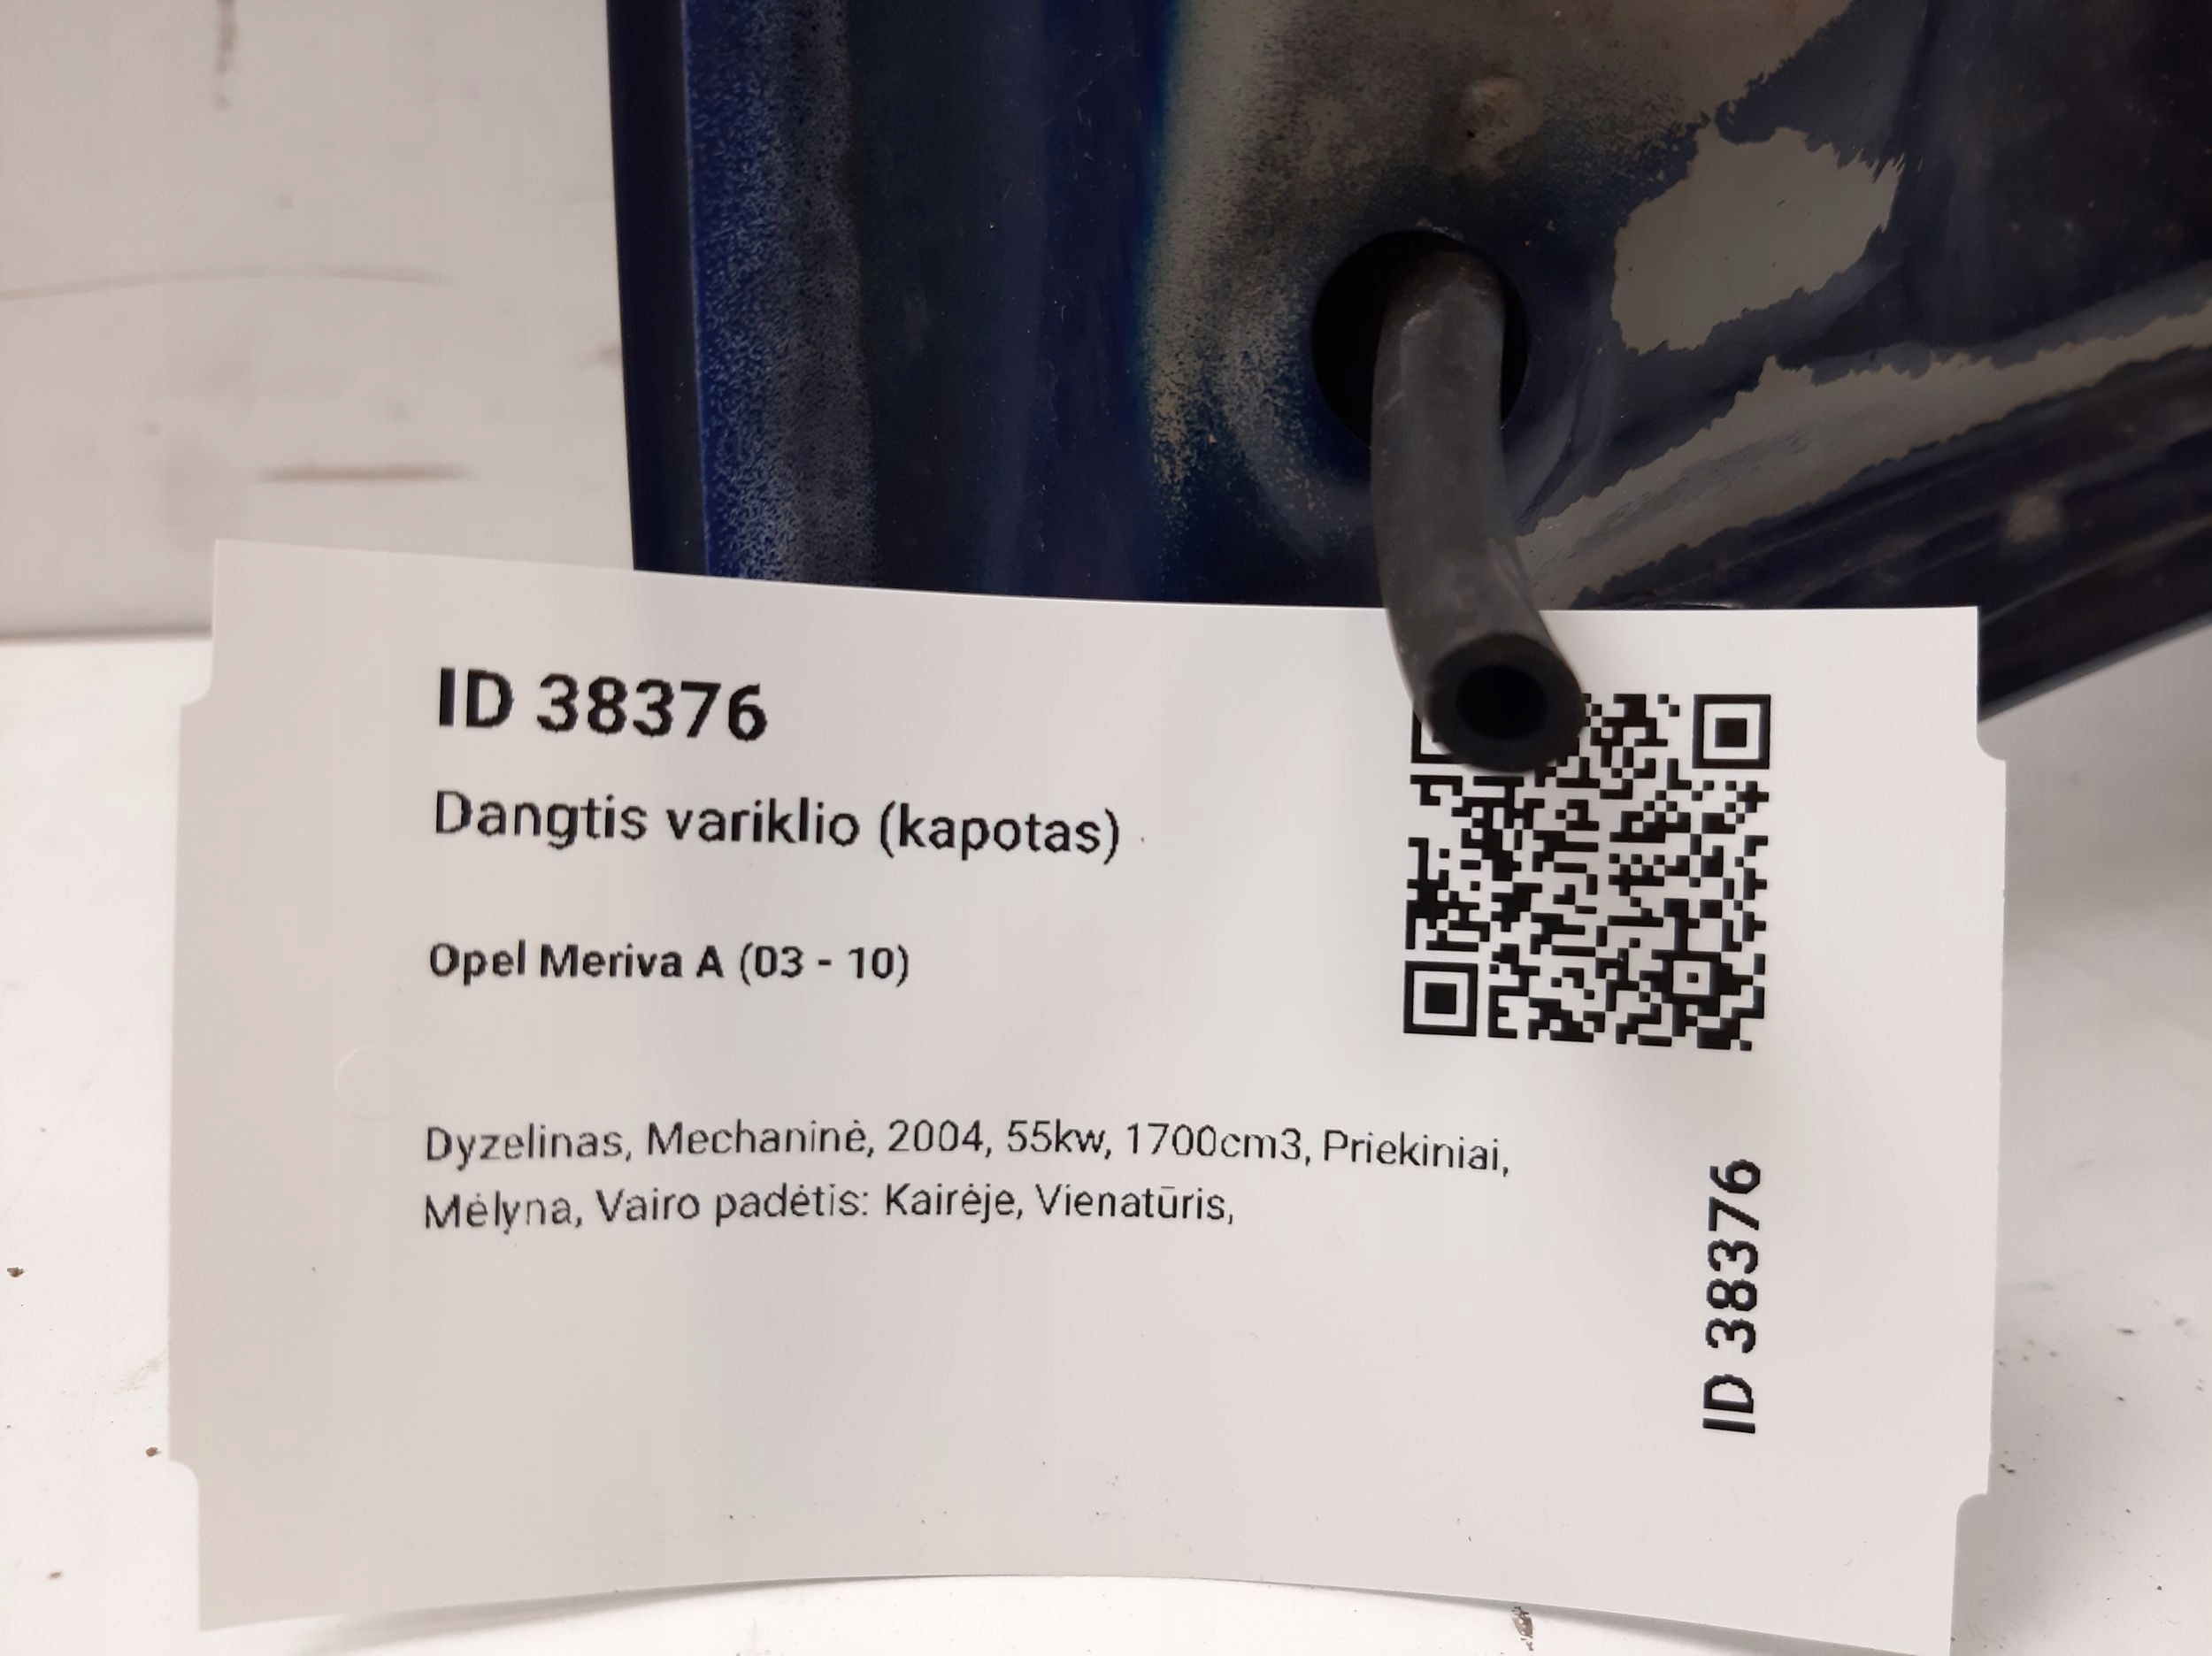 ID 38376
Dangtis variklio (kapotas)
Opel Meriva A (03 - 10)
Dyzelinas, Mechaninė, 2004, 55kw, 1700cm3, Priekiniai,
Mėlyna, Vairo padėtis: Kairėje, Vienatūris,
ID 38376